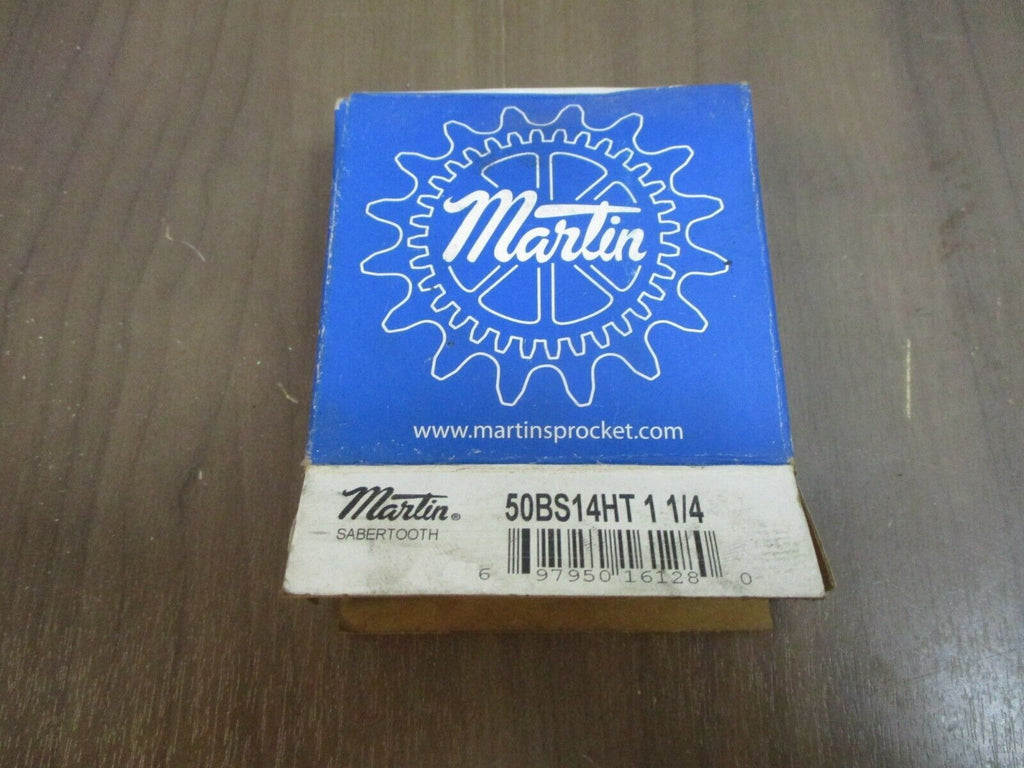 Martin
www.martinsprocket.com
Martin®
SABERTOOTH
50BS14HT 1 1/4
6 97950 16128 0